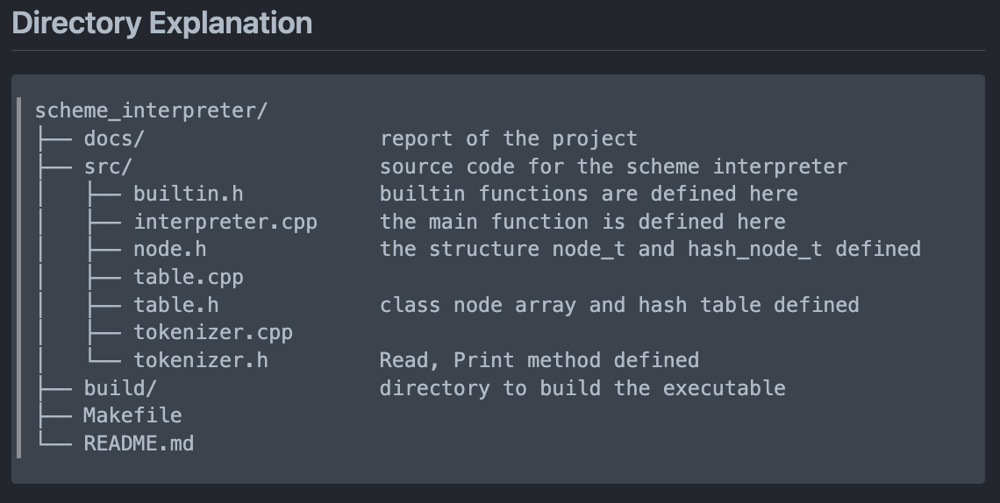 Directory Explanation
scheme_interpreter/
├── docs/                   report of the project
├── src/                    source code for the scheme interpreter
│   ├── builtin.h           builtin functions are defined here
│   ├── interpreter.cpp     the main function is defined here
│   ├── node.h              the structure node_t and hash_node_t defined
│   ├── table.cpp
│   ├── table.h             class node array and hash table defined
│   ├── tokenizer.cpp
│   └── tokenizer.h         Read, Print method defined
├── build/                  directory to build the executable
├── Makefile
└── README.md